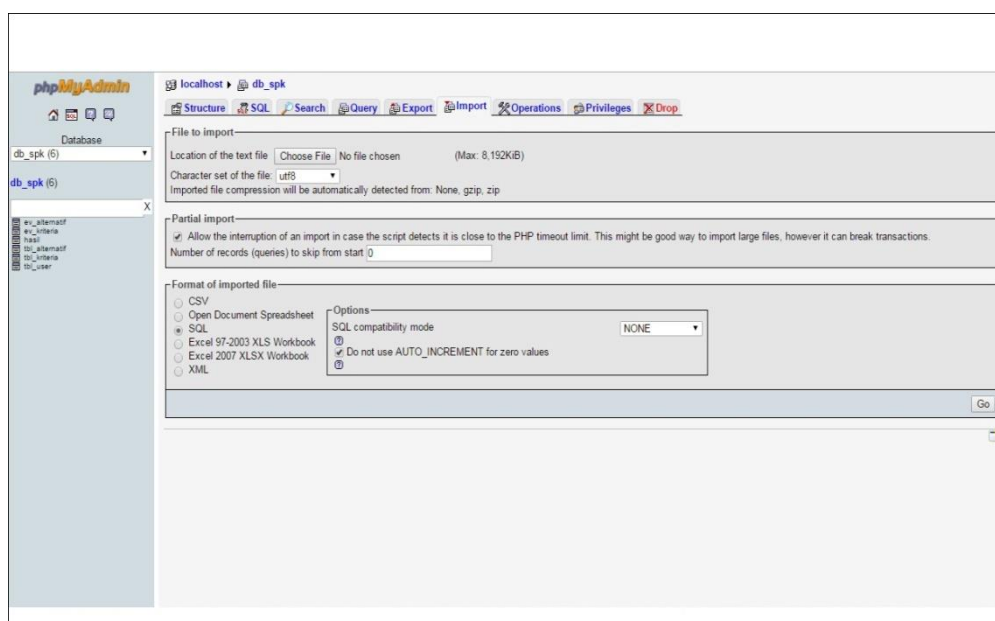 phpMyAdmin
Database
db_spk (6)
db_spk (6)
X
ev_alternatif
ev_kriteria
hasil
tbl_alternatif
tbl_kriteria
tbl_user
localhost db_spk
Structure SQL Search Query Export Import Operations Privileges Drop
File to import
Location of the text file Choose File No file chosen (Max: 8,192KiB)
Character set of the file: utf8
Imported file compression will be automatically detected from: None, gzip, zip
Partial import
Allow the interruption of an import in case the script detects it is close to the PHP timeout limit. This might be good way to import large files, however it can break transactions.
Number of records (queries) to skip from start 0
Format of imported file
CSV
Open Document Spreadsheet
SQL
Excel 97-2003 XLS Workbook
Excel 2007 XLSX Workbook
XML
Options
SQL compatibility mode NONE
Do not use AUTO_INCREMENT for zero values
Go